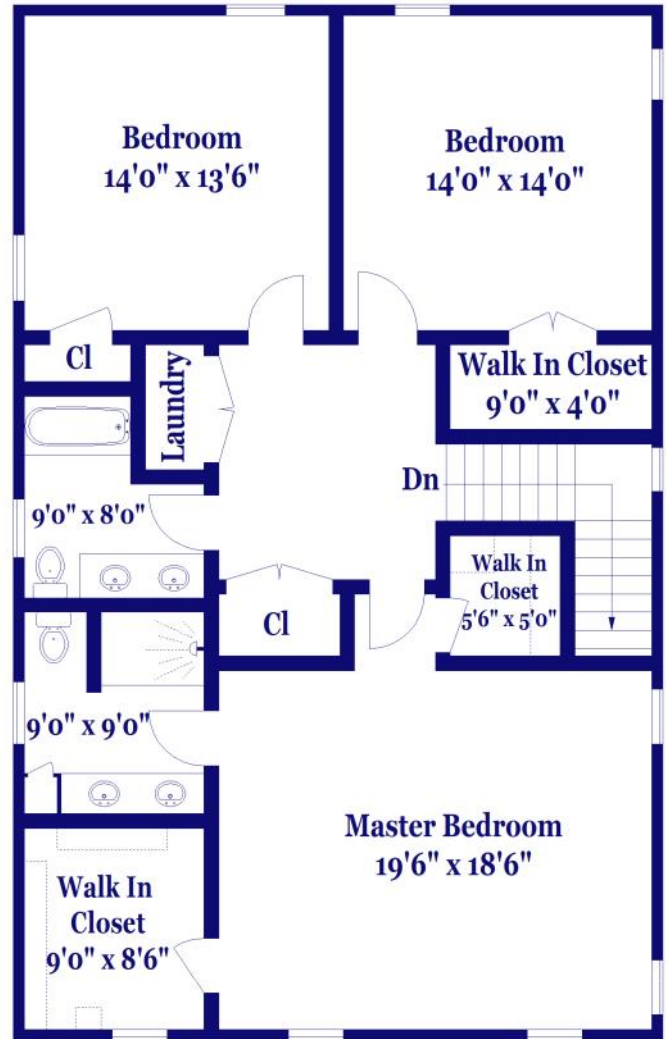 Bedroom
14'0" x 13'6"
Bedroom
14'0" x 14'0"
Cl
Laundry
Walk In Closet
9'0" x 4'0"
Dn
9'0" x 8'0"
Walk In
Closet
5'6" x 5'0"
Cl
9'0" x 9'0"
Master Bedroom
19'6" x 18'6"
Walk In
Closet
9'0" x 8'6"